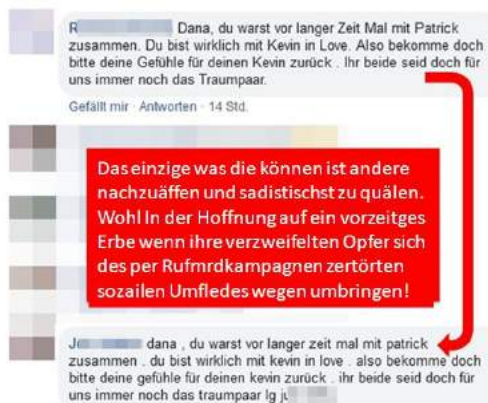 R Dana, du warst vor langer Zeit Mal mit Patrick
zusammen. Du bist wirklich mit Kevin in Love. Also bekomme doch
bitte deine Gefühle für deinen Kevin zurück . Ihr beide seid doch für
uns immer noch das Traumpaar.
Gefällt mir · Antworten · 14 Std.
Das einzige was die können ist andere
nachzuäffen und sadistischst zu quälen.
Wohl In der Hoffnung auf ein vorzeitges
Erbe wenn ihre verzweifelten Opfer sich
des per Rufmrdkampagnen zertörten
sozailen Umfledes wegen umbringen!
J dana , du warst vor langer zeit mal mit patrick
zusammen . du bist wirklich mit kevin in love . also bekomme doch
bitte deine gefühle für deinen kevin zurück . ihr beide seid doch für
uns immer noch das traumpaar lg ju